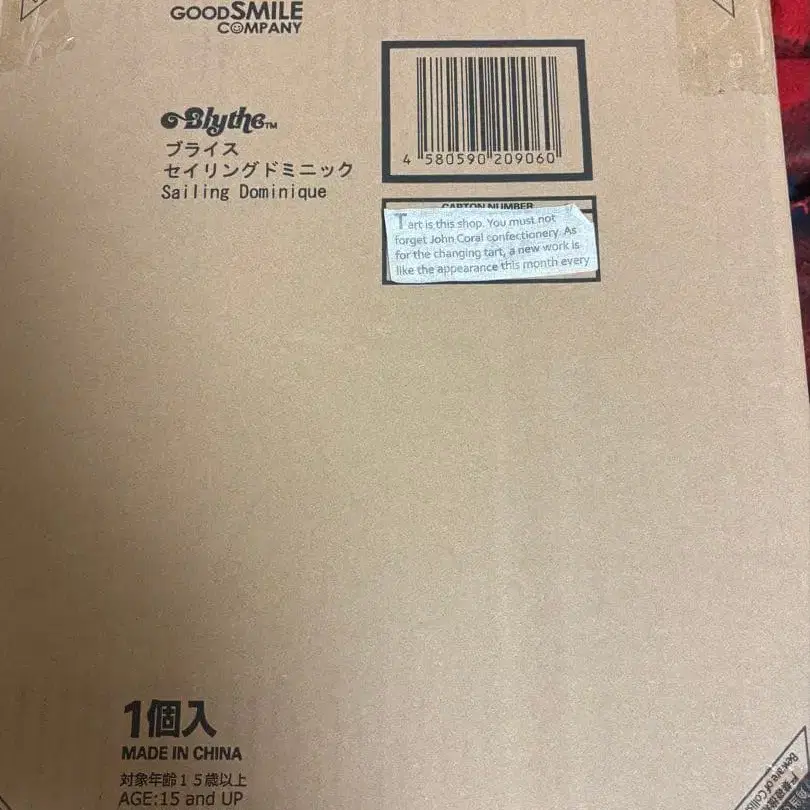 GOODSMILE
COMPANY
Blythe™
ブライス
セイリングドミニック
Sailing Dominique
4 580590 209060
CARTON NUMBER
Tart is this shop. You must not
forget John Coral confectionery. As
for the changing tart, a new work is
like the appearance this month every
1個入
MADE IN CHINA
対象年齢15歳以上
AGE:15 and UP